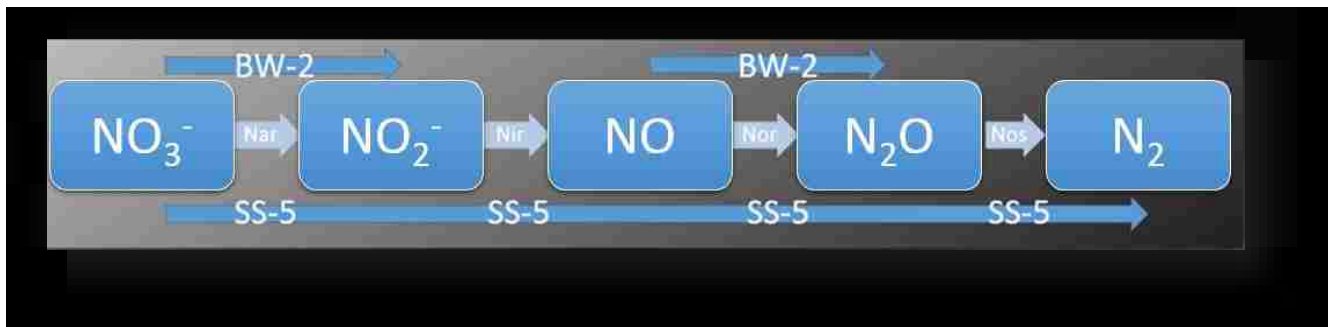 BW-2 BW-2
NO₃⁻ Nar NO₂⁻ Nir NO Nor N₂O Nos N₂
SS-5 SS-5 SS-5 SS-5